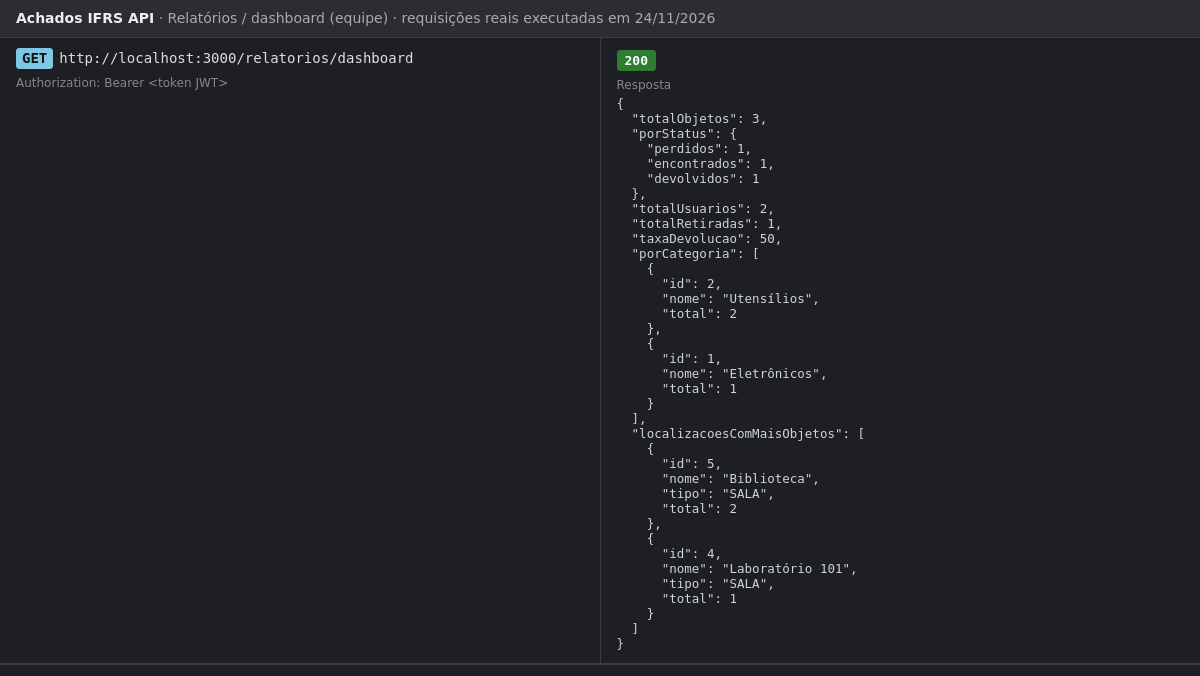 Achados IFRS API · Relatórios / dashboard (equipe) · requisições reais executadas em 24/11/2026
GET http://localhost:3000/relatorios/dashboard
Authorization: Bearer <token JWT>
200
Resposta
{
  "totalObjetos": 3,
  "porStatus": {
    "perdidos": 1,
    "encontrados": 1,
    "devolvidos": 1
  },
  "totalUsuarios": 2,
  "totalRetiradas": 1,
  "taxaDevolucao": 50,
  "porCategoria": [
    {
      "id": 2,
      "nome": "Utensílios",
      "total": 2
    },
    {
      "id": 1,
      "nome": "Eletrônicos",
      "total": 1
    }
  ],
  "localizacoesComMaisObjetos": [
    {
      "id": 5,
      "nome": "Biblioteca",
      "tipo": "SALA",
      "total": 2
    },
    {
      "id": 4,
      "nome": "Laboratório 101",
      "tipo": "SALA",
      "total": 1
    }
  ]
}